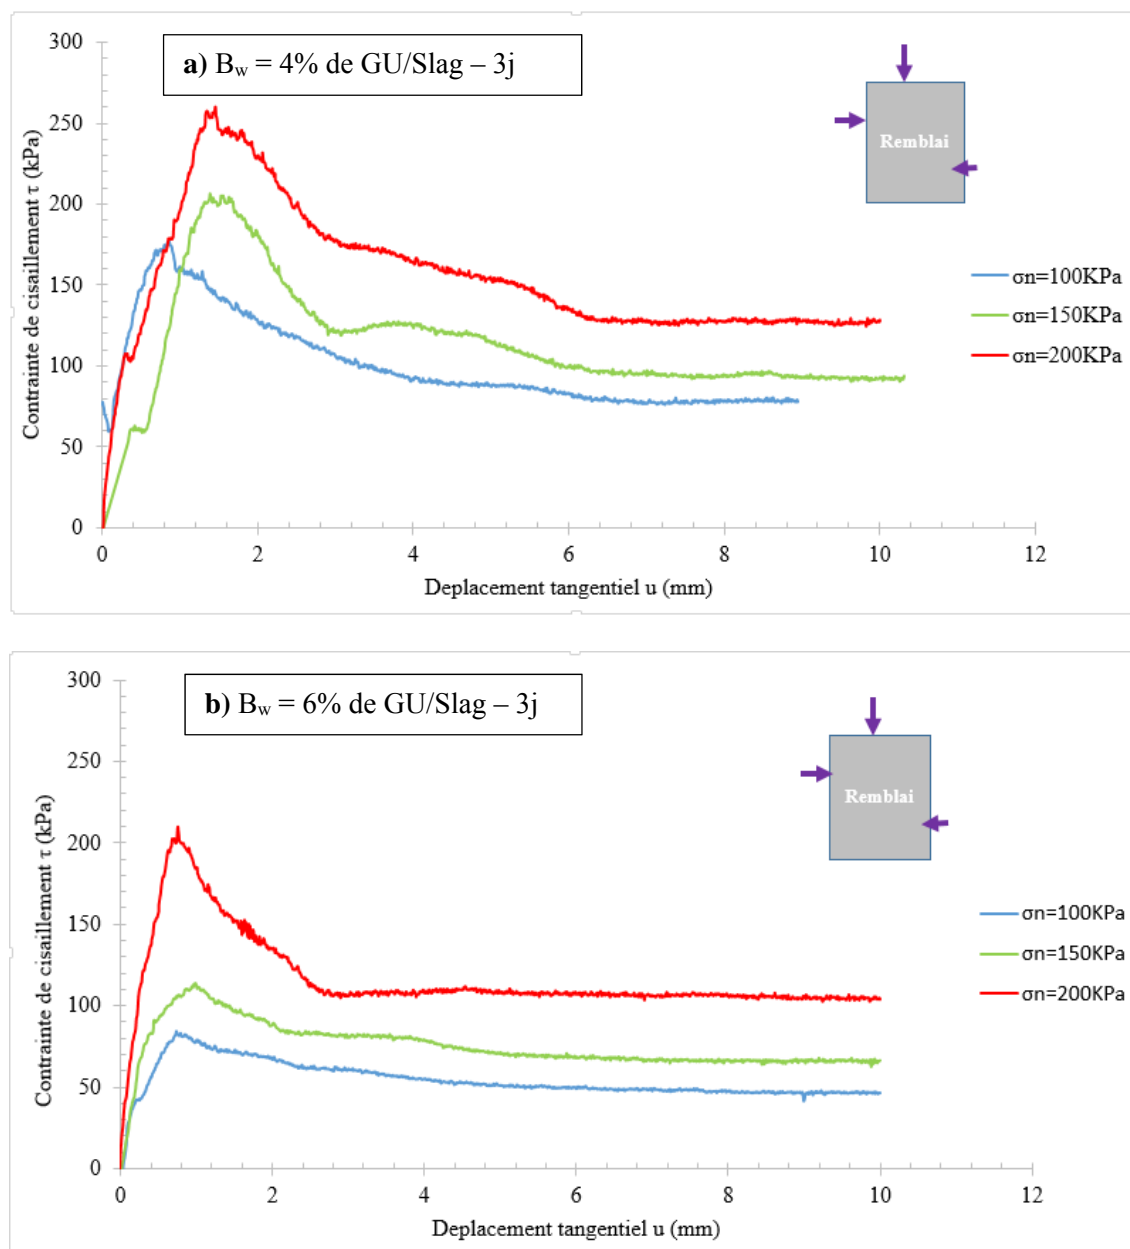 a) Bw = 4% de GU/Slag – 3j
300
250
200
150
100
50
0
Contrainte de cisaillement τ (kPa)
0 2 4 6 8 10 12
Deplacement tangentiel u (mm)
Remblai
σn=100KPa
σn=150KPa
σn=200KPa
b) Bw = 6% de GU/Slag – 3j
300
250
200
150
100
50
0
Contrainte de cisaillement τ (kPa)
0 2 4 6 8 10 12
Deplacement tangentiel u (mm)
Remblai
σn=100KPa
σn=150KPa
σn=200KPa